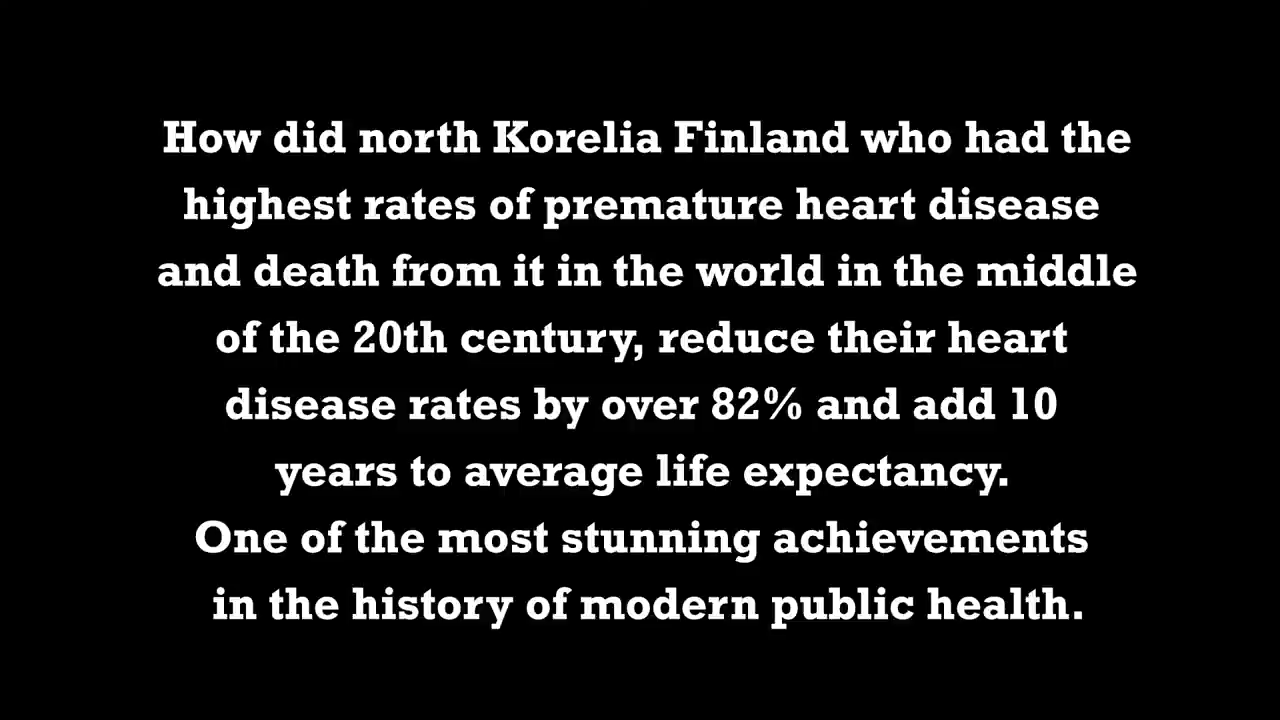 How did north Korelia Finland who had the
highest rates of premature heart disease
and death from it in the world in the middle
of the 20th century, reduce their heart
disease rates by over 82% and add 10
years to average life expectancy.
One of the most stunning achievements
in the history of modern public health.